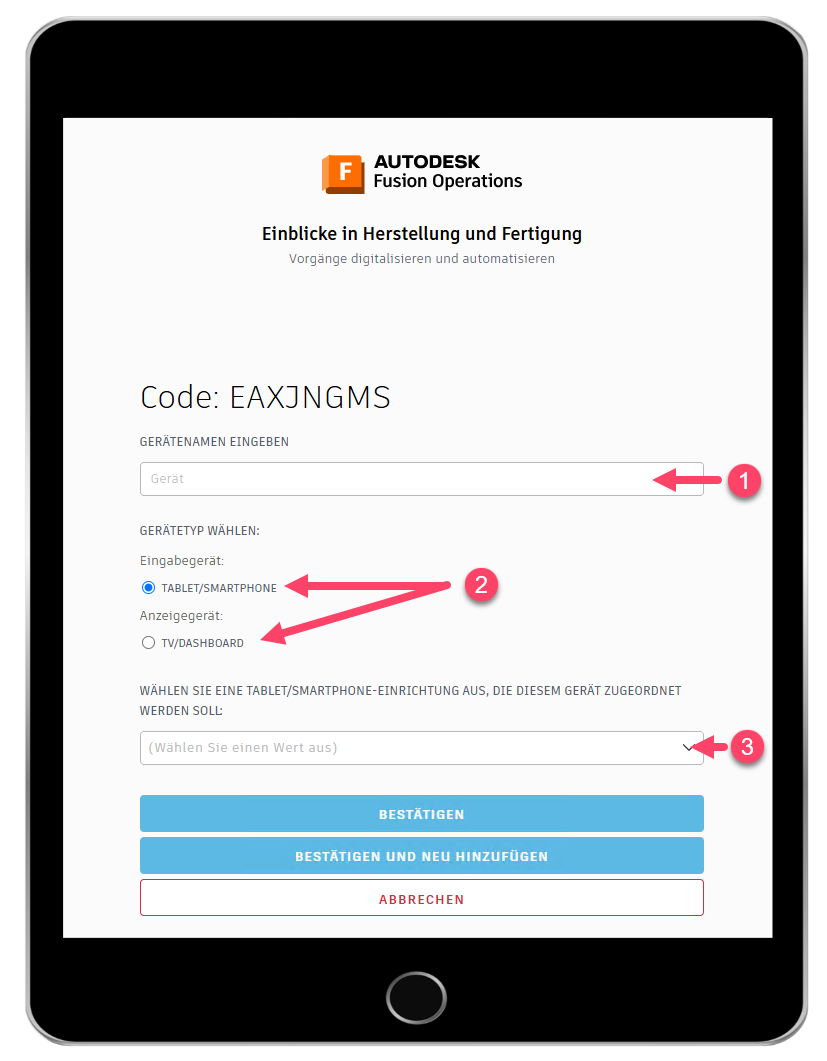 F
AUTODESK
Fusion Operations
Einblicke in Herstellung und Fertigung
Vorgänge digitalisieren und automatisieren
Code: EAXJNGMS
GERÄTENAMEN EINGEBEN
Gerät
1
GERÄTETYP WÄHLEN:
Eingabegerät:
TABLET/SMARTPHONE
2
Anzeigegerät:
TV/DASHBOARD
WÄHLEN SIE EINE TABLET/SMARTPHONE-EINRICHTUNG AUS, DIE DIESEM GERÄT ZUGEORDNET
WERDEN SOLL:
(Wählen Sie einen Wert aus)
3
BESTÄTIGEN
BESTÄTIGEN UND NEU HINZUFÜGEN
ABBRECHEN